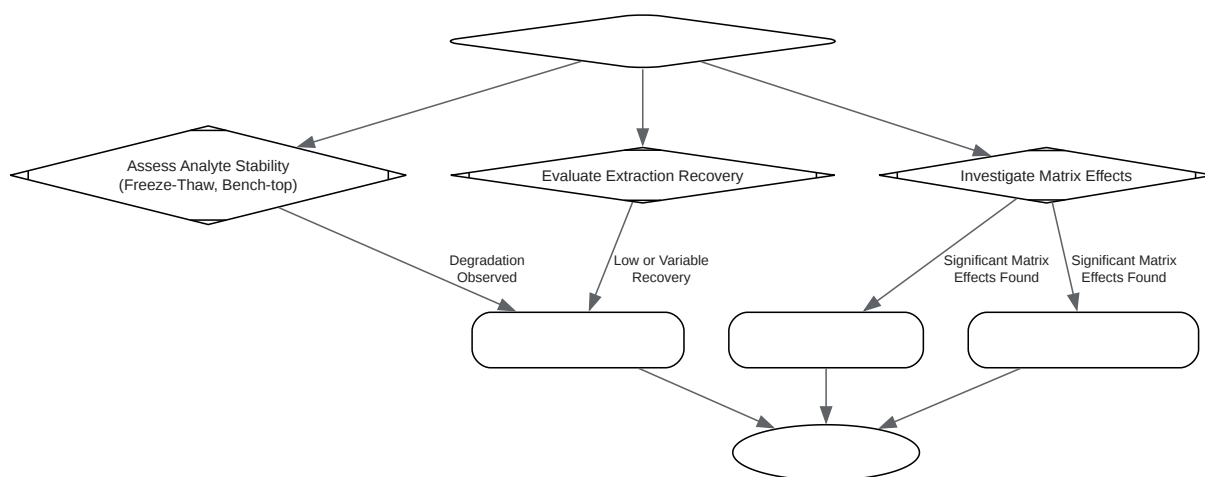 Assess Analyte Stability
(Freeze-Thaw, Bench-top)
Evaluate Extraction Recovery
Investigate Matrix Effects
Degradation
Observed
Low or Variable
Recovery
Significant Matrix
Effects Found
Significant Matrix
Effects Found